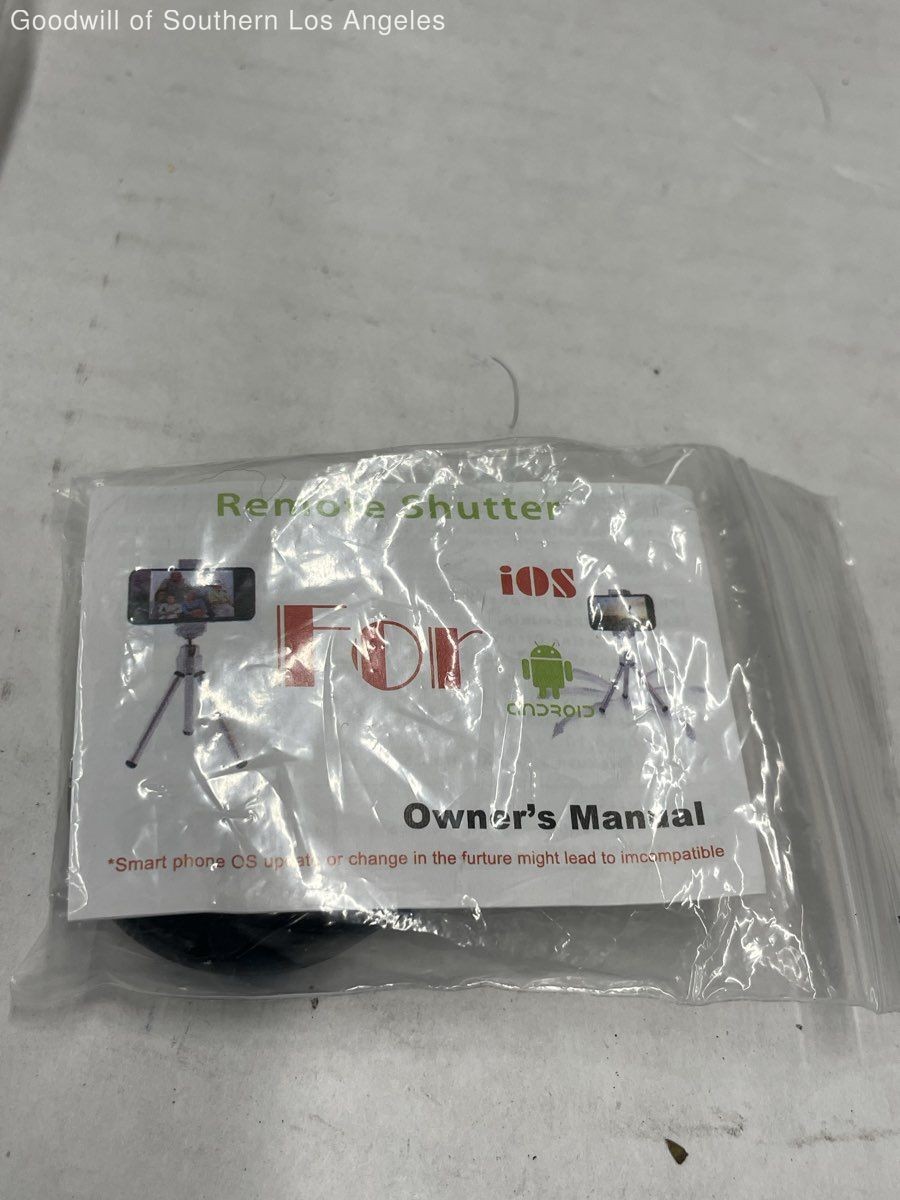 Goodwill of Southern Los Angeles
Remote Shutter
For
iOS
ANDROID
Owner's Manual
*Smart phone OS update or change in the furture might lead to imcompatible